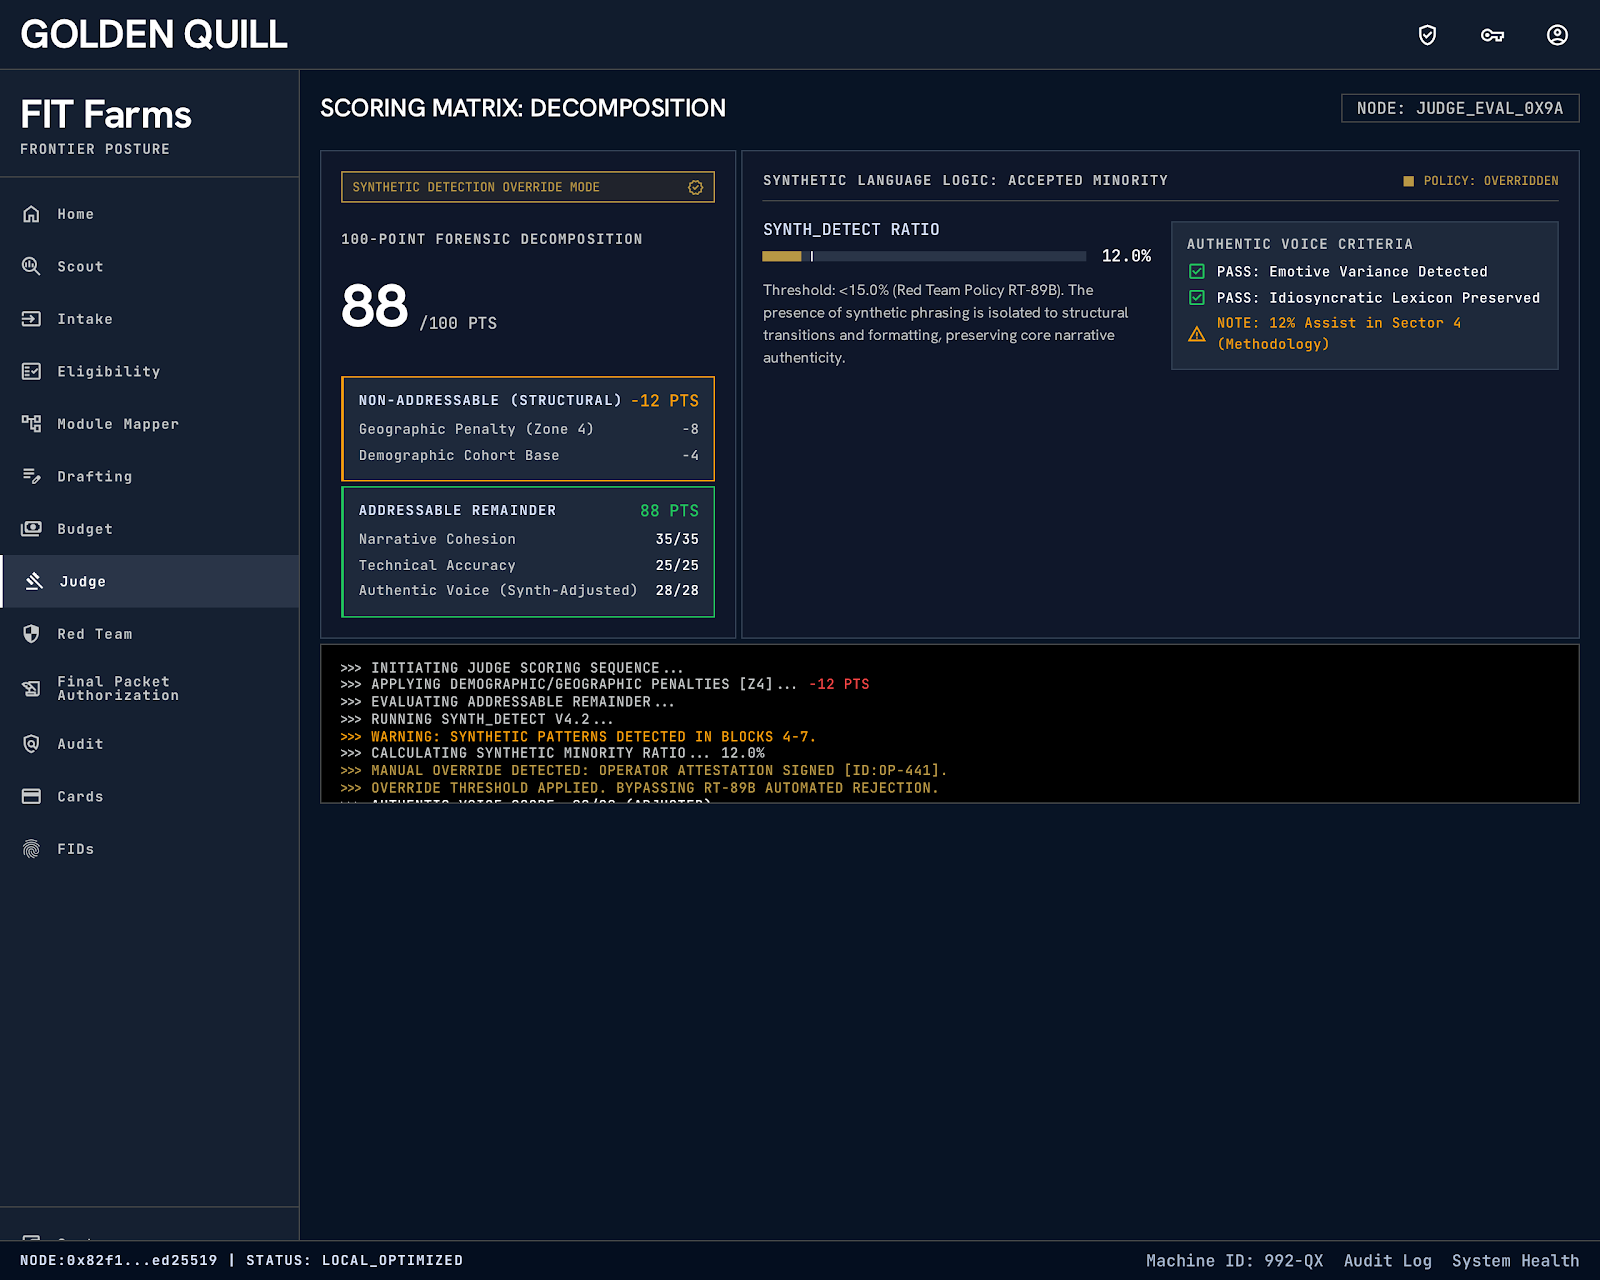 GOLDEN QUILL
FIT Farms
FRONTIER POSTURE
Home
Scout
Intake
Eligibility
Module Mapper
Drafting
Budget
Judge
Red Team
Final Packet
Authorization
Audit
Cards
FIDs
SCORING MATRIX: DECOMPOSITION
NODE: JUDGE_EVAL_0X9A
SYNTHETIC DETECTION OVERRIDE MODE
100-POINT FORENSIC DECOMPOSITION
88 /100 PTS
NON-ADDRESSABLE (STRUCTURAL) -12 PTS
Geographic Penalty (Zone 4) -8
Demographic Cohort Base -4
ADDRESSABLE REMAINDER 88 PTS
Narrative Cohesion 35/35
Technical Accuracy 25/25
Authentic Voice (Synth-Adjusted) 28/28
SYNTHETIC LANGUAGE LOGIC: ACCEPTED MINORITY
POLICY: OVERRIDDEN
SYNTH_DETECT RATIO
12.0%
Threshold: <15.0% (Red Team Policy RT-89B). The
presence of synthetic phrasing is isolated to structural
transitions and formatting, preserving core narrative
authenticity.
AUTHENTIC VOICE CRITERIA
PASS: Emotive Variance Detected
PASS: Idiosyncratic Lexicon Preserved
NOTE: 12% Assist in Sector 4
(Methodology)
>>> INITIATING JUDGE SCORING SEQUENCE...
>>> APPLYING DEMOGRAPHIC/GEOGRAPHIC PENALTIES [Z4]... -12 PTS
>>> EVALUATING ADDRESSABLE REMAINDER...
>>> RUNNING SYNTH_DETECT V4.2...
>>> WARNING: SYNTHETIC PATTERNS DETECTED IN BLOCKS 4-7.
>>> CALCULATING SYNTHETIC MINORITY RATIO... 12.0%
>>> MANUAL OVERRIDE DETECTED: OPERATOR ATTESTATION SIGNED [ID:OP-441].
>>> OVERRIDE THRESHOLD APPLIED. BYPASSING RT-89B AUTOMATED REJECTION.
NODE:0x82f1...ed25519 | STATUS: LOCAL_OPTIMIZED
Machine ID: 992-QX Audit Log System Health